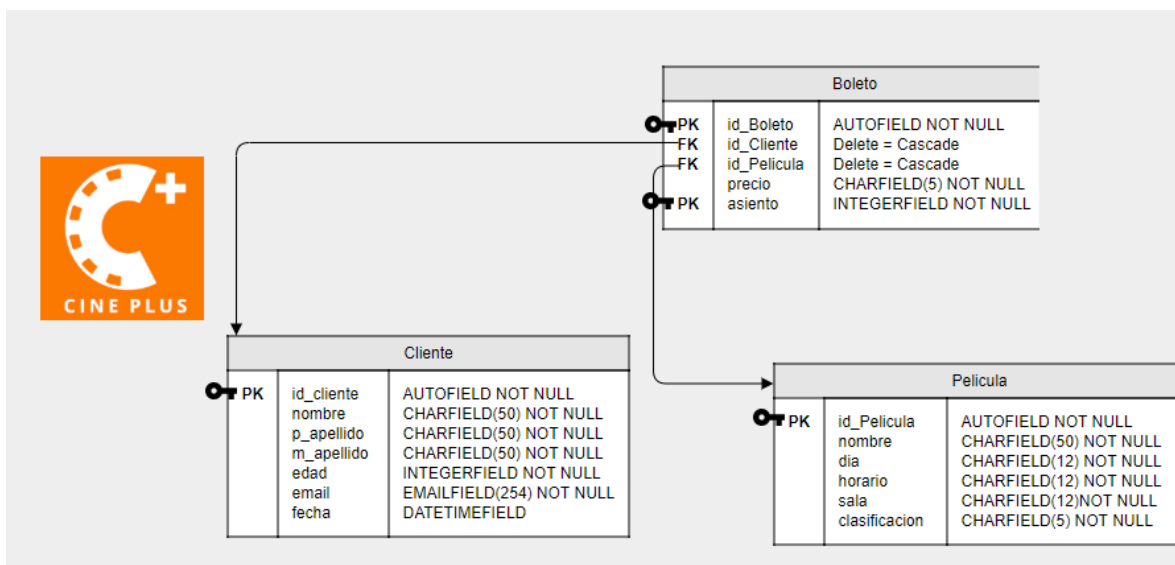 Boleto
PK id_Boleto AUTOFIELD NOT NULL
FK id_Cliente Delete = Cascade
FK id_Pelicula Delete = Cascade
precio CHARFIELD(5) NOT NULL
PK asiento INTEGERFIELD NOT NULL
CINE PLUS
Cliente
PK id_cliente AUTOFIELD NOT NULL
nombre CHARFIELD(50) NOT NULL
p_apellido CHARFIELD(50) NOT NULL
m_apellido CHARFIELD(50) NOT NULL
edad INTEGERFIELD NOT NULL
email EMAILFIELD(254) NOT NULL
fecha DATETIMEFIELD
Pelicula
PK id_Pelicula AUTOFIELD NOT NULL
nombre CHARFIELD(50) NOT NULL
dia CHARFIELD(12) NOT NULL
horario CHARFIELD(12) NOT NULL
sala CHARFIELD(12)NOT NULL
clasificacion CHARFIELD(5) NOT NULL